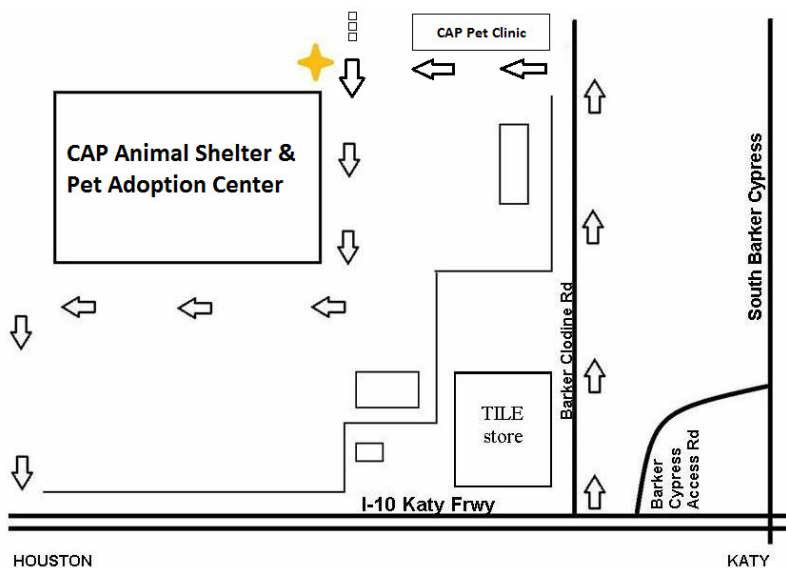 CAP Pet Clinic
CAP Animal Shelter &
Pet Adoption Center
South Barker Cypress
Barker Clodine Rd
TILE
store
Barker
Cypress
Access Rd
I-10 Katy Frwy
HOUSTON
KATY